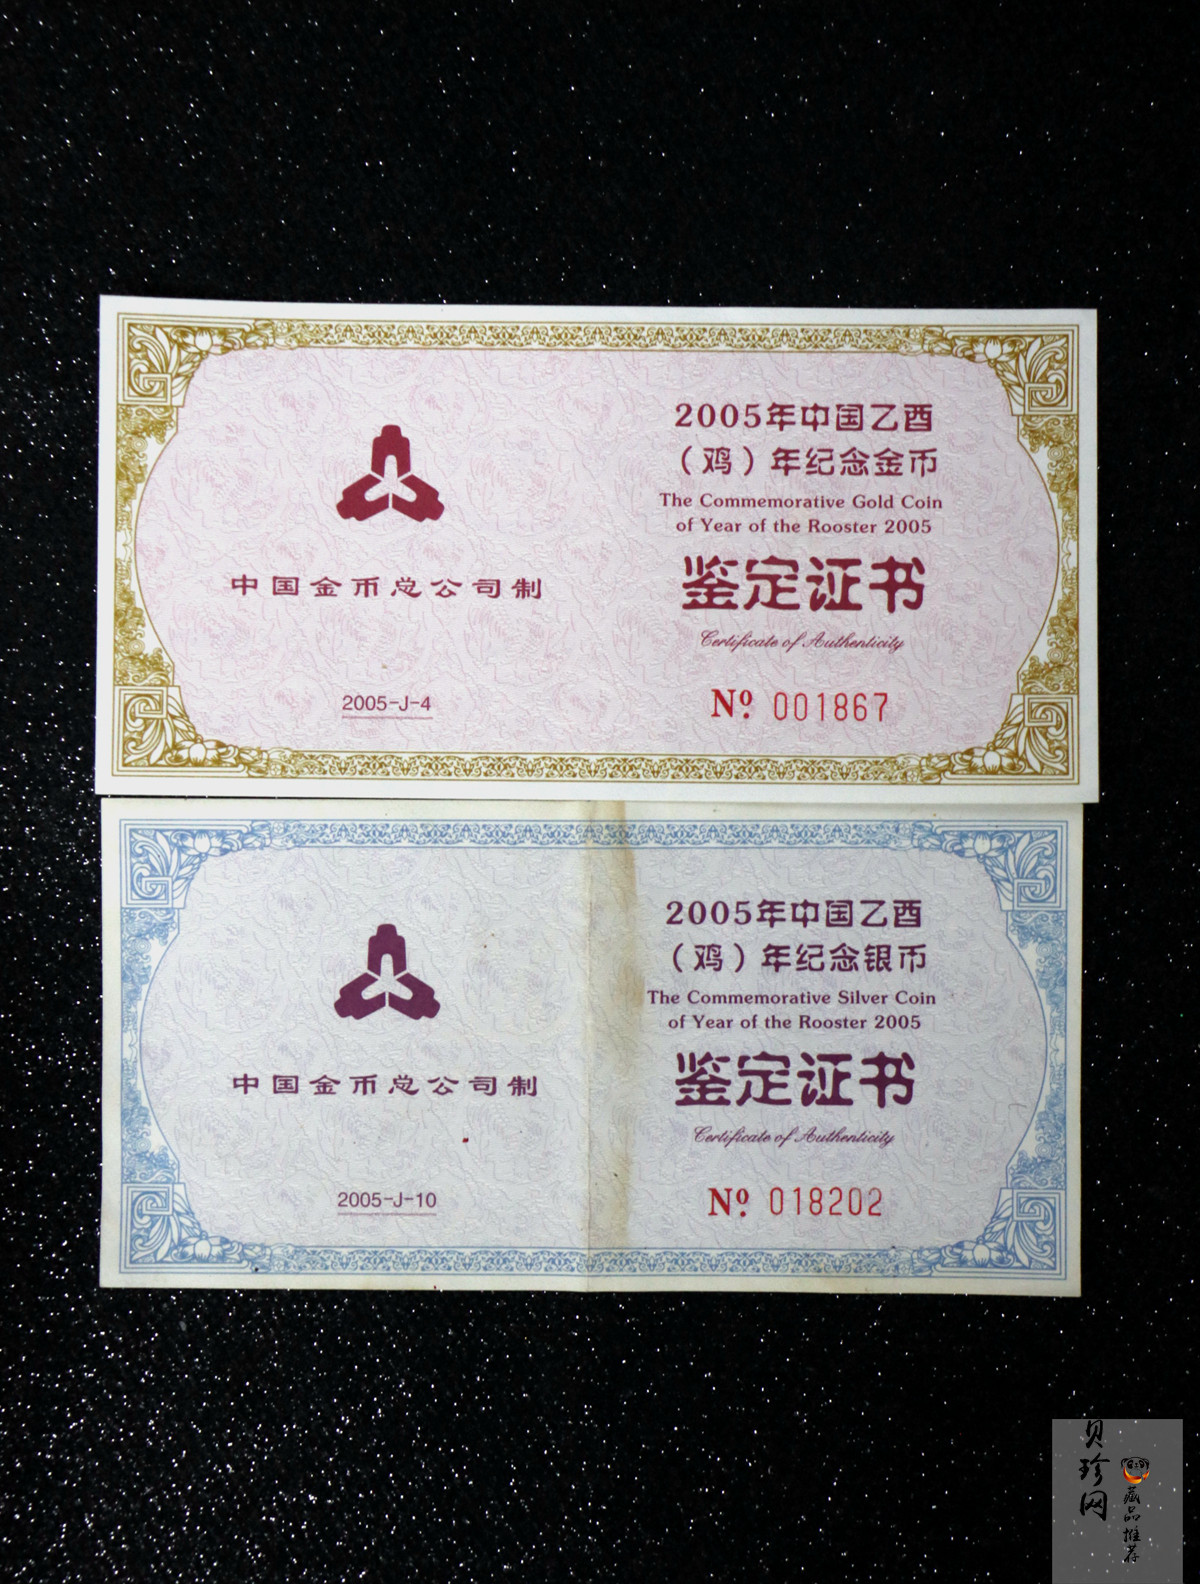 2005年中国乙酉
（鸡）年纪念金币
The Commemorative Gold Coin
of Year of the Rooster 2005
鉴定证书
Certificate of Authenticity
中国金币总公司制
2005-J-4
Nº 001867
2005年中国乙酉
（鸡）年纪念银币
The Commemorative Silver Coin
of Year of the Rooster 2005
鉴定证书
Certificate of Authenticity
中国金币总公司制
2005-J-10
Nº 018202
贝珍网
藏品推荐